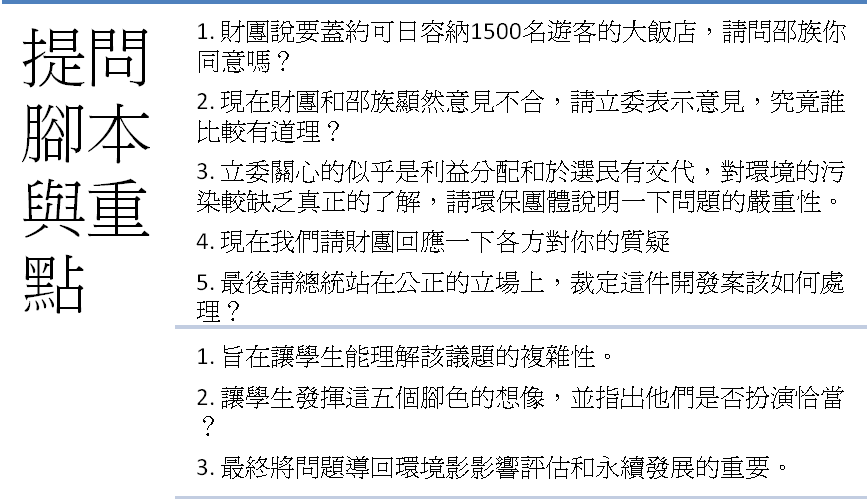 提問
腳本
與重
點
1. 財團說要蓋約可日容納1500名遊客的大飯店，請問邵族你
同意嗎？
2. 現在財團和邵族顯然意見不合，請立委表示意見，究竟誰
比較有道理？
3. 立委關心的似乎是利益分配和於選民有交代，對環境的污
染較缺乏真正的了解，請環保團體說明一下問題的嚴重性。
4. 現在我們請財團回應一下各方對你的質疑
5. 最後請總統站在公正的立場上，裁定這件開發案該如何處
理？
1. 旨在讓學生能理解該議題的複雜性。
2. 讓學生發揮這五個腳色的想像，並指出他們是否扮演恰當
？
3. 最終將問題導回環境影影響評估和永續發展的重要。